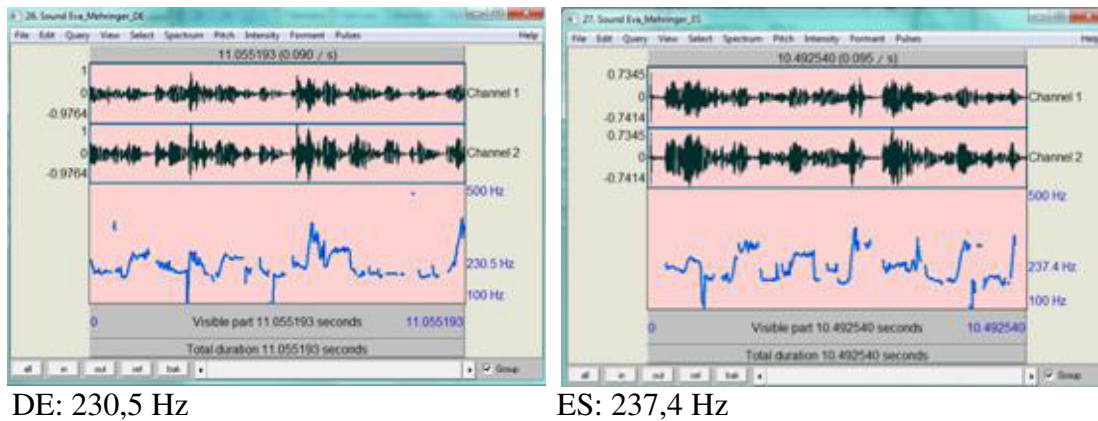 26. Sound Eva_Mehringer_DE
File Edit Query View Select Spectrum Pitch Intensity Formant Pulses Help
11.055193 (0.090 / s)
1
0
-0.9764
Channel 1
1
0
-0.9764
Channel 2
500 Hz
230.5 Hz
100 Hz
0 Visible part 11.055193 seconds 11.055193
Total duration 11.055193 seconds
all in out sel bak Group
DE: 230,5 Hz
27. Sound Eva_Mehringer_ES
File Edit Query View Select Spectrum Pitch Intensity Formant Pulses Help
10.492540 (0.095 / s)
0.7345
0
-0.7414
Channel 1
0.7345
0
-0.7414
Channel 2
500 Hz
237.4 Hz
100 Hz
0 Visible part 10.492540 seconds 10.492540
Total duration 10.492540 seconds
all in out sel bak Group
ES: 237,4 Hz